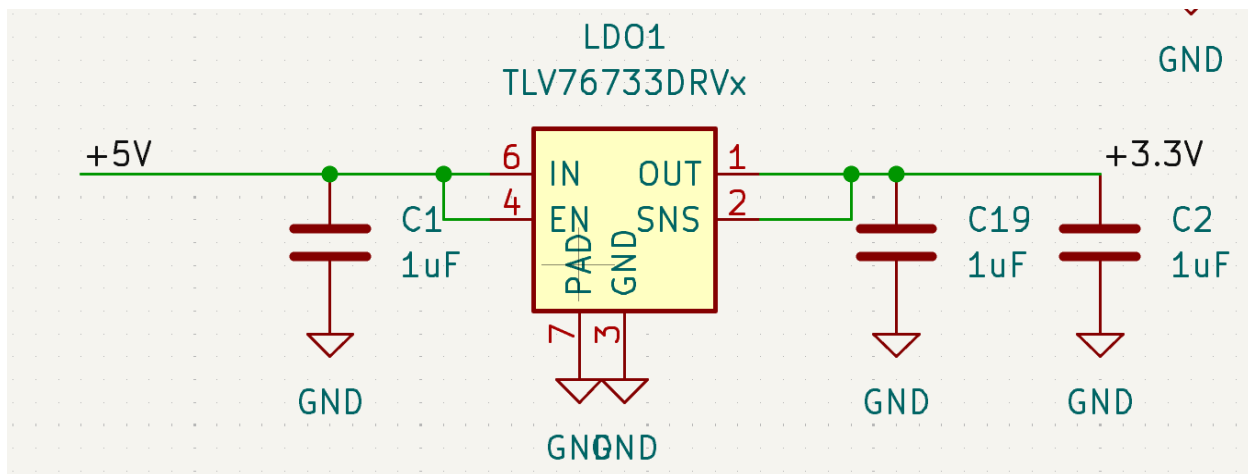 LDO1
GND
TLV76733DRVx
+5V
6
IN
OUT
1
+3.3V
4
EN
SNS
2
C1
1uF
PAD
GND
C19
1uF
C2
1uF
7
3
GND
GND
GND
GND
GND